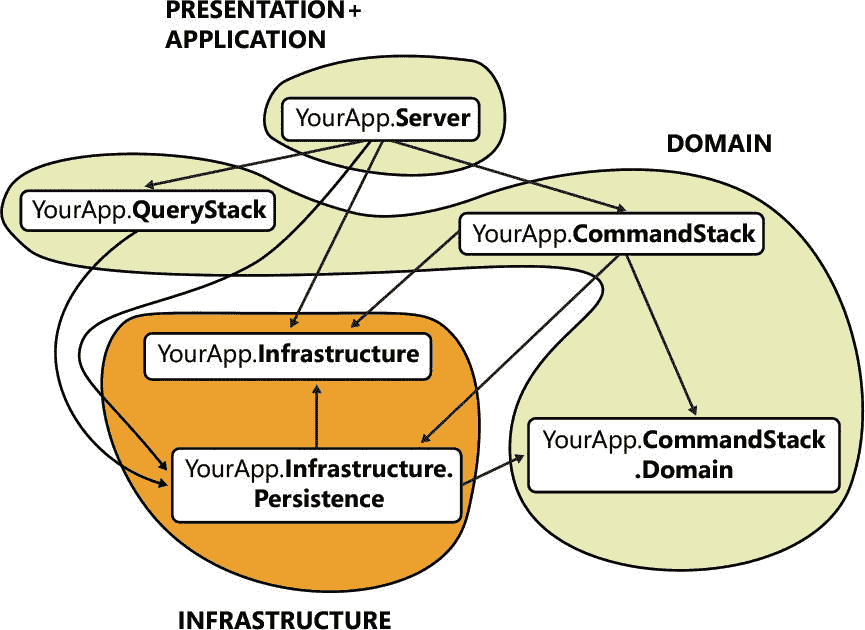 PRESENTATION+
APPLICATION
YourApp.Server
DOMAIN
YourApp.QueryStack
YourApp.CommandStack
YourApp.Infrastructure
YourApp.CommandStack
.Domain
YourApp.Infrastructure.
Persistence
INFRASTRUCTURE